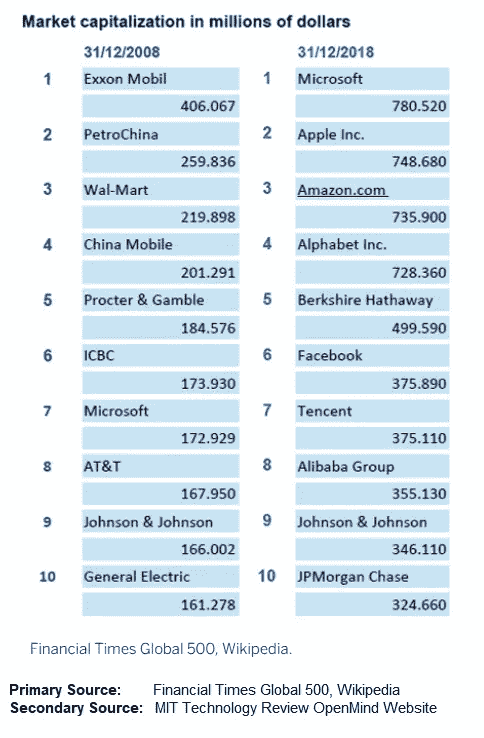 Market capitalization in millions of dollars
31/12/2008 31/12/2018
1 Exxon Mobil 1 Microsoft
406.067 780.520
2 PetroChina 2 Apple Inc.
259.836 748.680
3 Wal-Mart 3 Amazon.com
219.898 735.900
4 China Mobile 4 Alphabet Inc.
201.291 728.360
5 Procter & Gamble 5 Berkshire Hathaway
184.576 499.590
6 ICBC 6 Facebook
173.930 375.890
7 Microsoft 7 Tencent
172.929 375.110
8 AT&T 8 Alibaba Group
167.950 355.130
9 Johnson & Johnson 9 Johnson & Johnson
166.002 346.110
10 General Electric 10 JPMorgan Chase
161.278 324.660
Financial Times Global 500, Wikipedia.
Primary Source: Financial Times Global 500, Wikipedia
Secondary Source: MIT Technology Review OpenMind Website